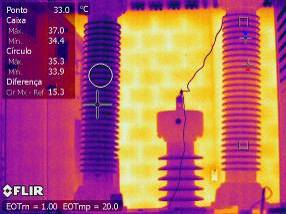 Ponto 33.0 °C
Caixa
Máx. 37.0
Mín. 34.4
Círculo
Máx. 35.3
Mín. 33.9
Diferença
Cir Mx - Ref 15.3
FLIR
EOTrn = 1.00 EOTmp = 20.0